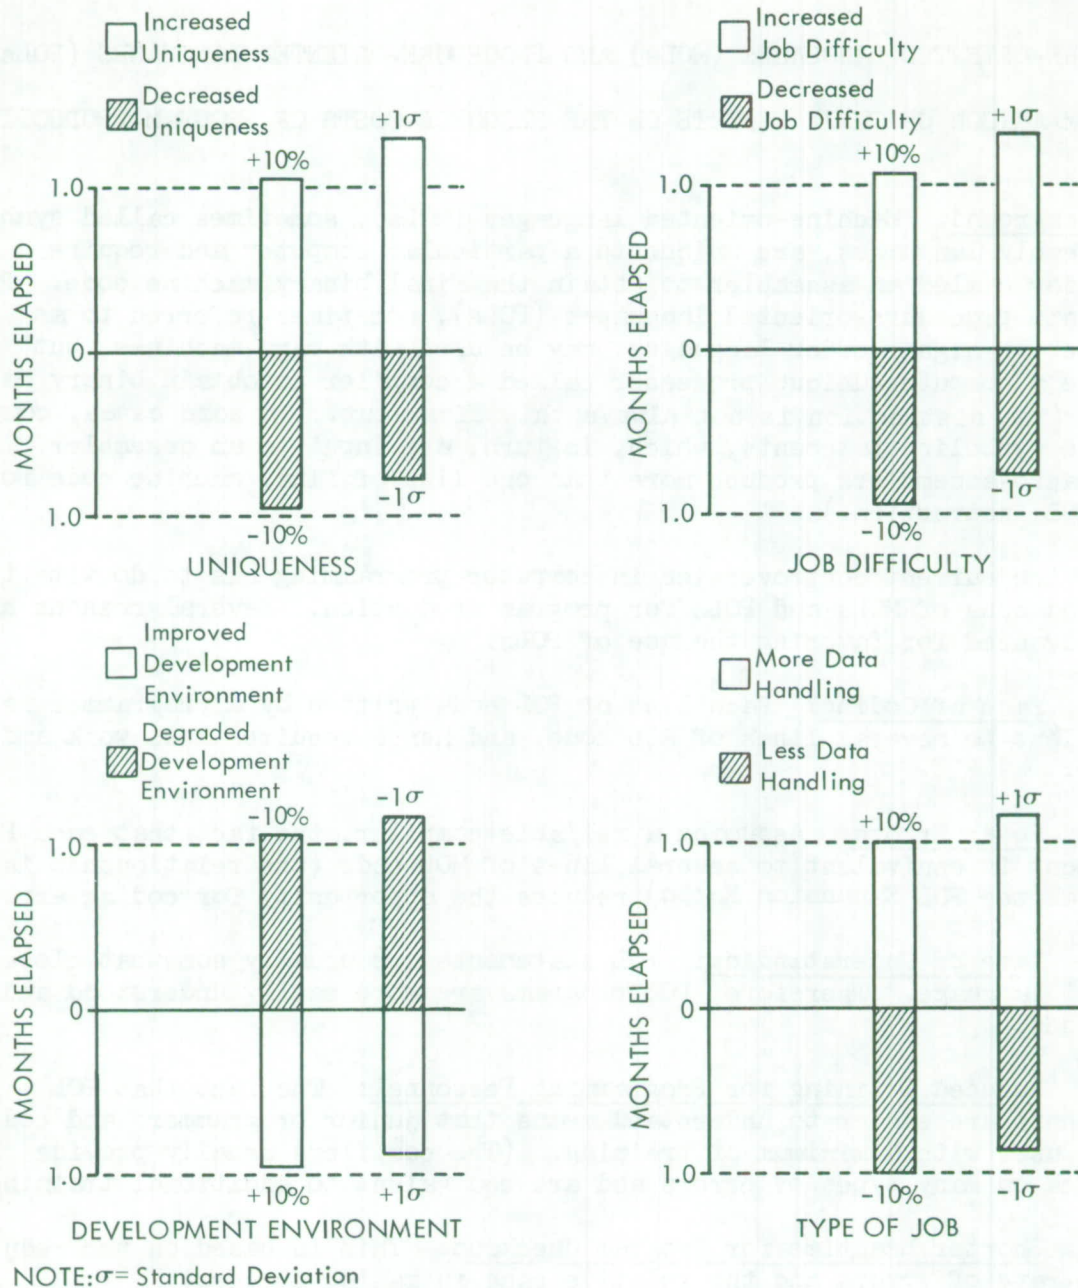 Increased
Uniqueness
Decreased
Uniqueness
+10%
+1σ
1.0
0
1.0
MONTHS ELAPSED
-10%
-1σ
UNIQUENESS
Increased
Job Difficulty
Decreased
Job Difficulty
+10%
+1σ
1.0
0
1.0
MONTHS ELAPSED
-10%
-1σ
JOB DIFFICULTY
Improved
Development
Environment
Degraded
Development
Environment
-10%
-1σ
1.0
0
1.0
MONTHS ELAPSED
+10%
+1σ
DEVELOPMENT ENVIRONMENT
More Data
Handling
Less Data
Handling
+10%
+1σ
1.0
0
1.0
MONTHS ELAPSED
-10%
-1σ
TYPE OF JOB
NOTE: σ = Standard Deviation